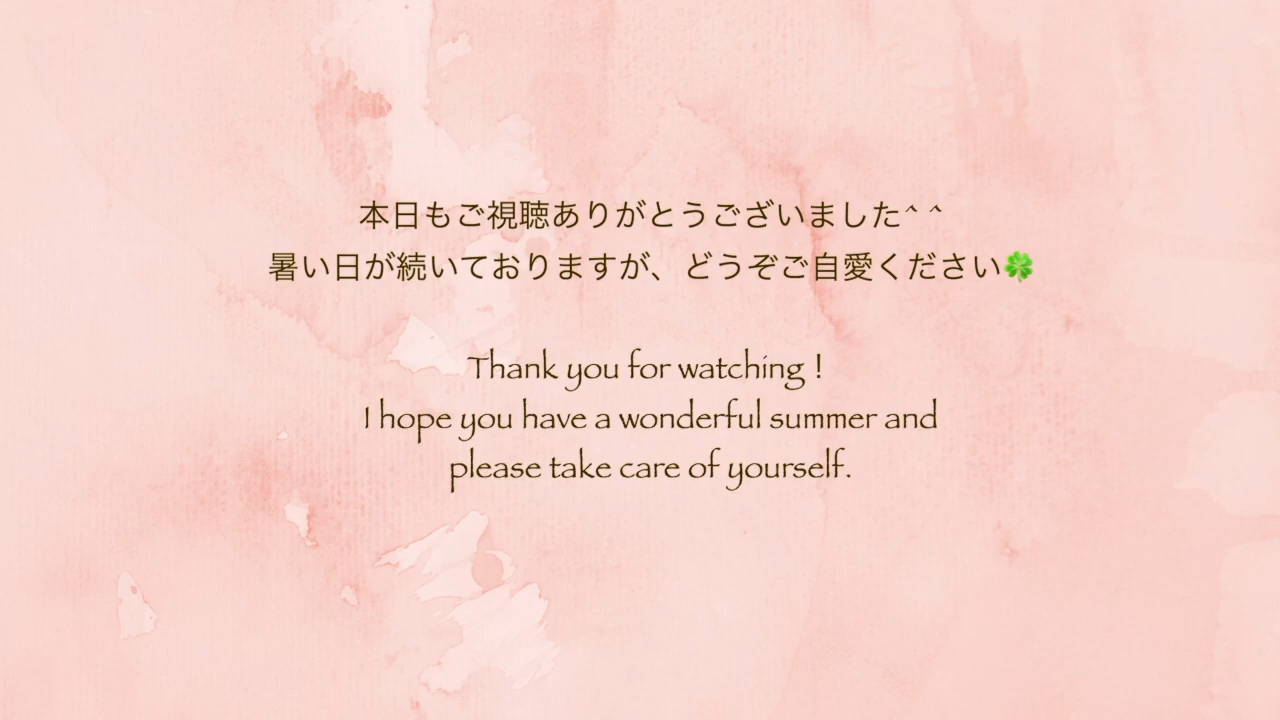 本日もご視聴ありがとうございました^ ^
暑い日が続いておりますが、どうぞご自愛ください🍀
Thank you for watching !
I hope you have a wonderful summer and
please take care of yourself.